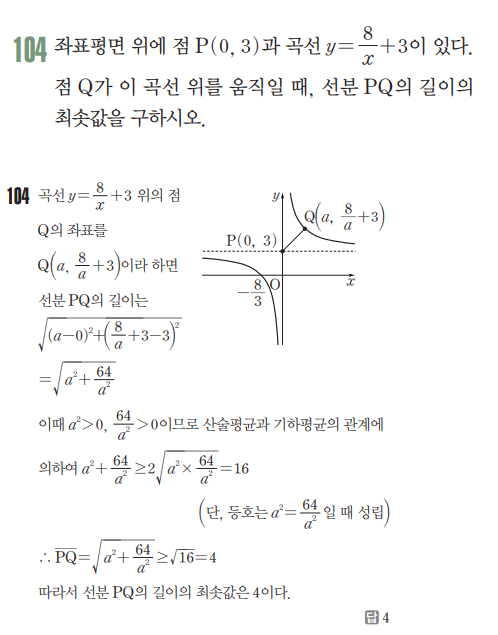 104 좌표평면 위에 점 P(0, 3)과 곡선 y=8/x+3이 있다.
점 Q가 이 곡선 위를 움직일 때, 선분 PQ의 길이의
최솟값을 구하시오.
104 곡선 y=8/x+3 위의 점
Q의 좌표를
Q(a, 8/a+3)이라 하면
선분 PQ의 길이는
√((a-0)²+(8/a+3-3)²)
=√(a²+64/a²)
y
Q(a, 8/a+3)
P(0, 3)
-8/3
O
x
이때 a²>0, 64/a²>0이므로 산술평균과 기하평균의 관계에
의하여 a²+64/a²≥2√(a²×64/a²)=16
(단, 등호는 a²=64/a²일 때 성립)
∴ P̅Q̅=√(a²+64/a²)≥√16=4
따라서 선분 PQ의 길이의 최솟값은 4이다.
답 4